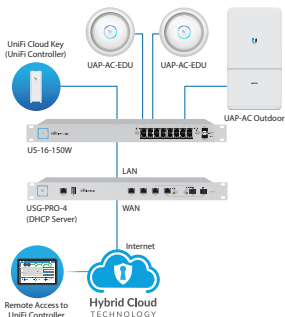 UniFi Cloud Key
(UniFi Controller)
UAP-AC-EDU
UAP-AC-EDU
UAP-AC Outdoor
US-16-150W
LAN
USG-PRO-4
(DHCP Server)
WAN
Internet
Remote Access to
UniFi Controller
Hybrid Cloud
TECHNOLOGY